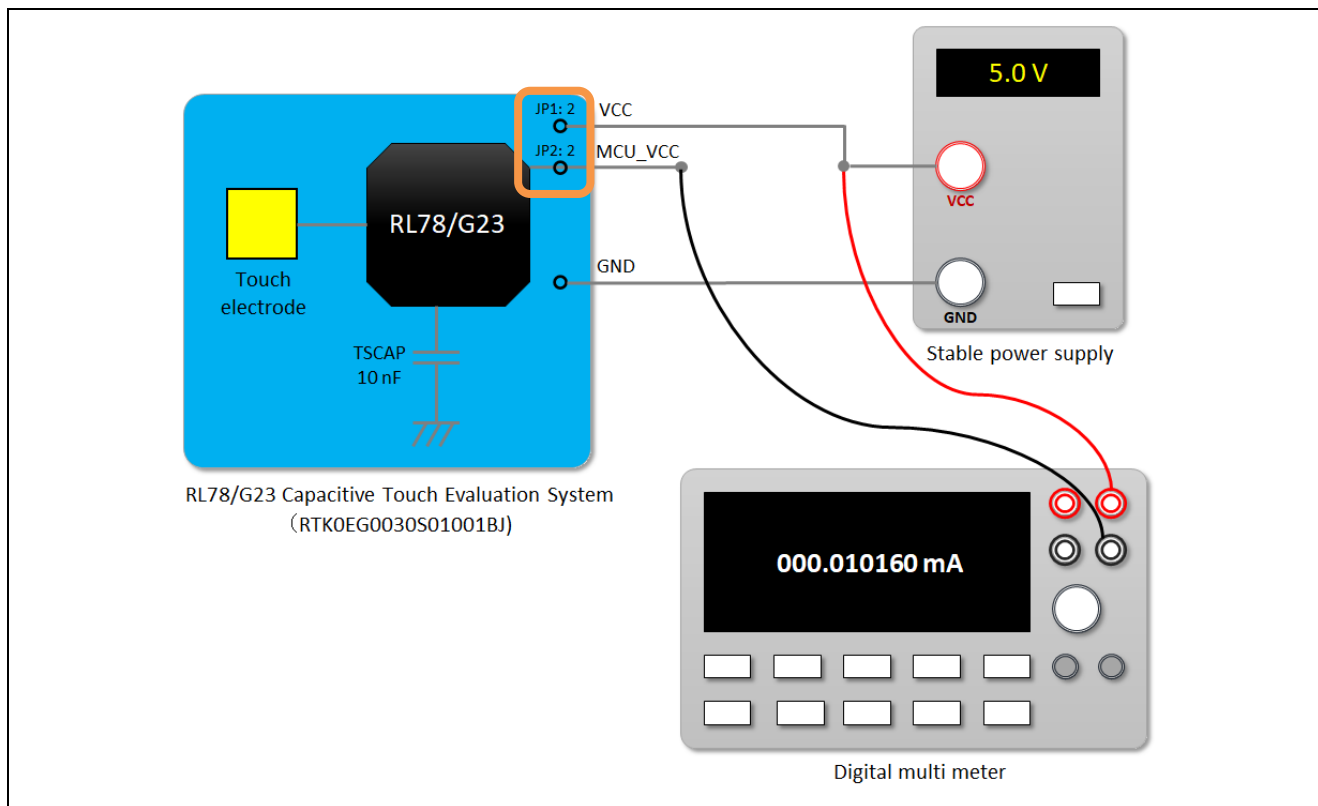 5.0 V
VCC
GND
Stable power supply
JP1: 2
VCC
JP2: 2
MCU_VCC
RL78/G23
GND
Touch
electrode
TSCAP
10 nF
RL78/G23 Capacitive Touch Evaluation System
（RTK0EG0030S01001BJ)
000.010160 mA
Digital multi meter